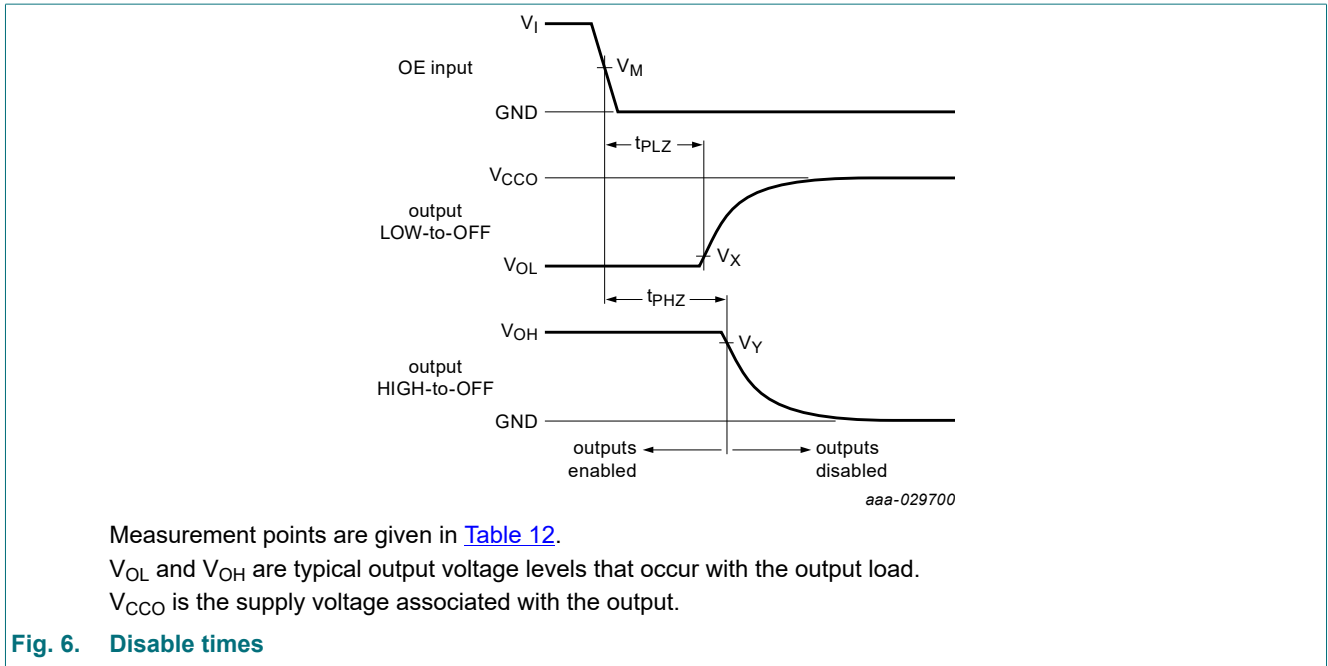 V_I
OE input
V_M
GND
t_PLZ
V_CCO
output
LOW-to-OFF
V_X
V_OL
t_PHZ
V_OH
V_Y
output
HIGH-to-OFF
GND
outputs
enabled
outputs
disabled
aaa-029700
Measurement points are given in Table 12.
V_OL and V_OH are typical output voltage levels that occur with the output load.
V_CCO is the supply voltage associated with the output.
Fig. 6. Disable times